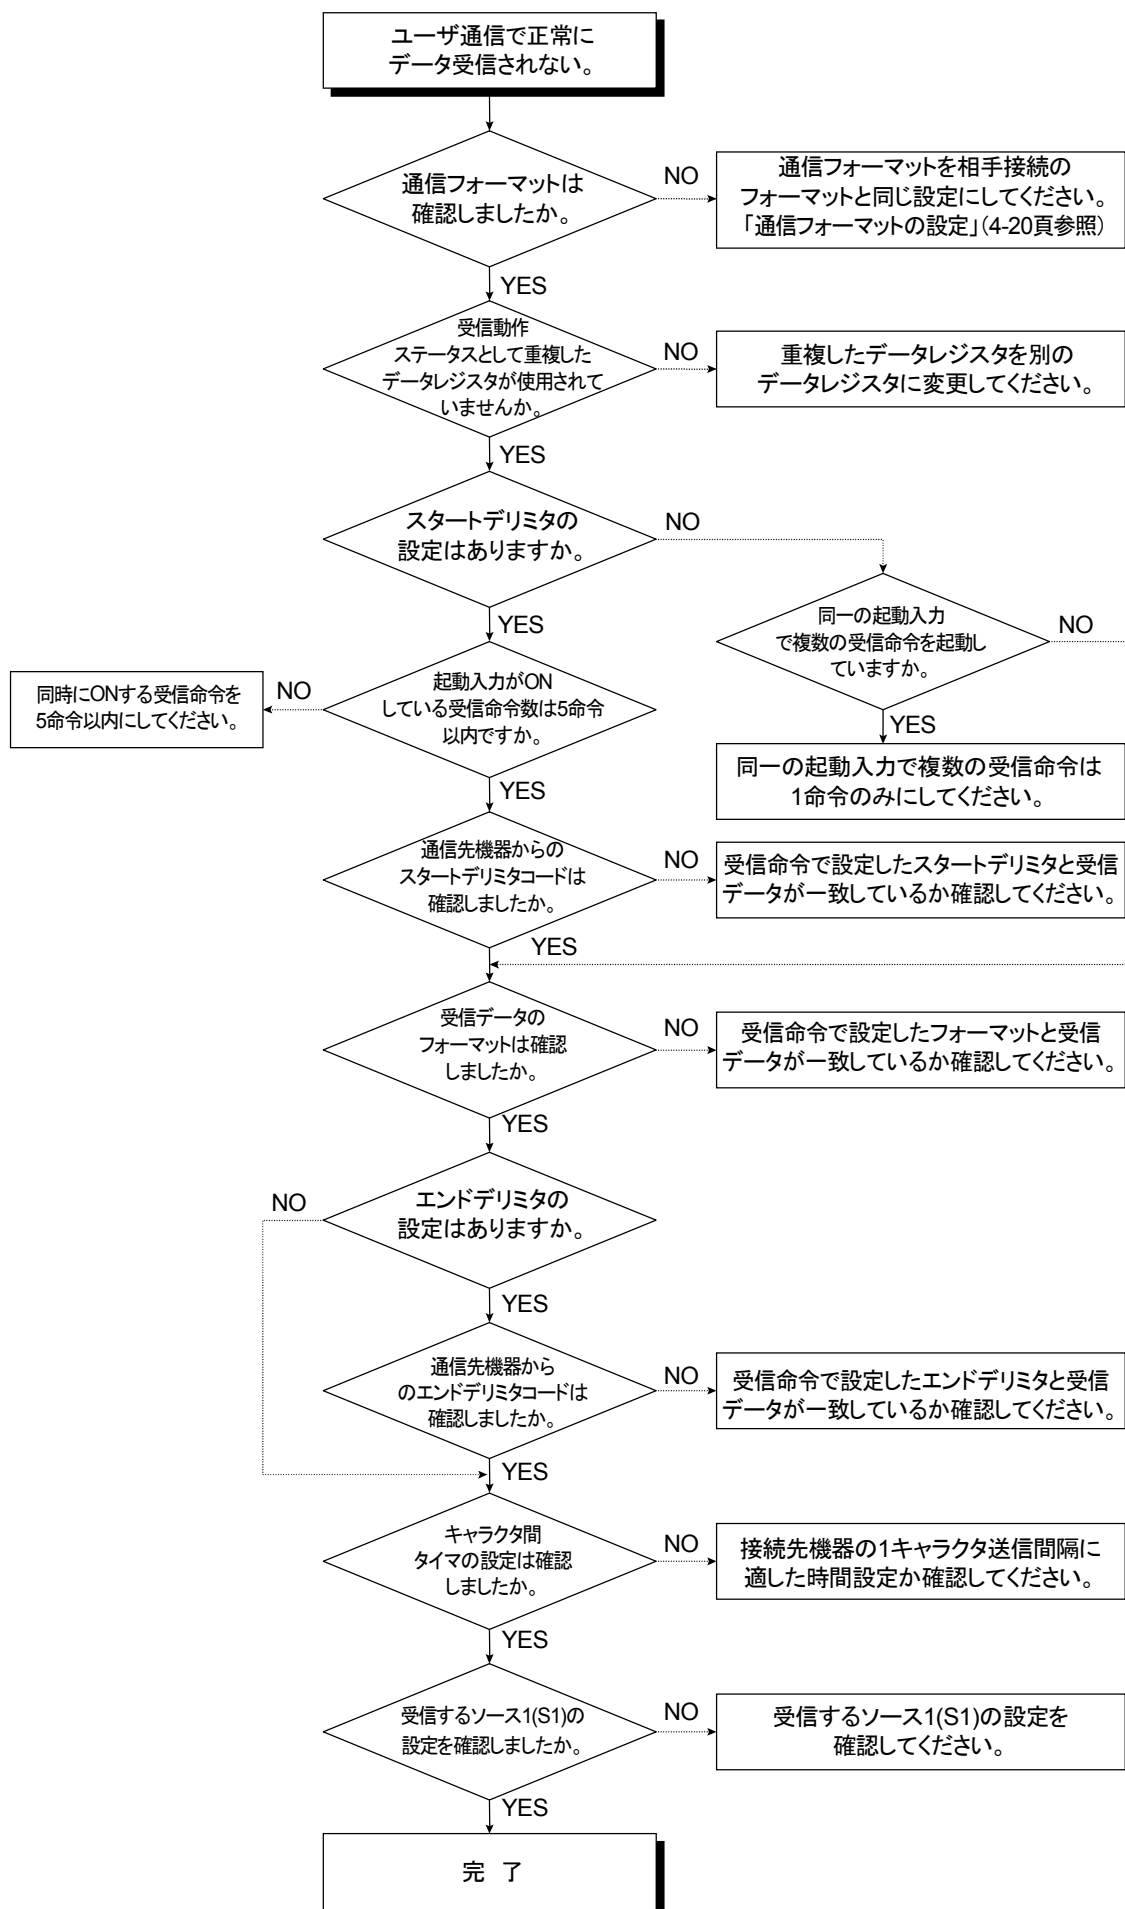 ユーザ通信で正常に
データ受信されない。
通信フォーマットは
確認しましたか。
NO
通信フォーマットを相手接続の
フォーマットと同じ設定にしてください。
「通信フォーマットの設定」(4-20頁参照)
YES
受信動作
ステータスとして重複した
データレジスタが使用されて
いませんか。
NO
重複したデータレジスタを別の
データレジスタに変更してください。
YES
スタートデリミタの
設定はありますか。
NO
同一の起動入力
で複数の受信命令を起動し
ていますか。
NO
YES
同一の起動入力で複数の受信命令は
1命令のみにしてください。
YES
起動入力がON
している受信命令数は5命令
以内ですか。
NO
同時にONする受信命令を
5命令以内にしてください。
YES
通信先機器からの
スタートデリミタコードは
確認しましたか。
NO
受信命令で設定したスタートデリミタと受信
データが一致しているか確認してください。
YES
受信データの
フォーマットは確認
しましたか。
NO
受信命令で設定したフォーマットと受信
データが一致しているか確認してください。
YES
エンドデリミタの
設定はありますか。
NO
YES
通信先機器から
のエンドデリミタコードは
確認しましたか。
NO
受信命令で設定したエンドデリミタと受信
データが一致しているか確認してください。
YES
キャラクタ間
タイマの設定は確認
しましたか。
NO
接続先機器の1キャラクタ送信間隔に
適した時間設定か確認してください。
YES
受信するソース1(S1)の
設定を確認しましたか。
NO
受信するソース1(S1)の設定を
確認してください。
YES
完 了